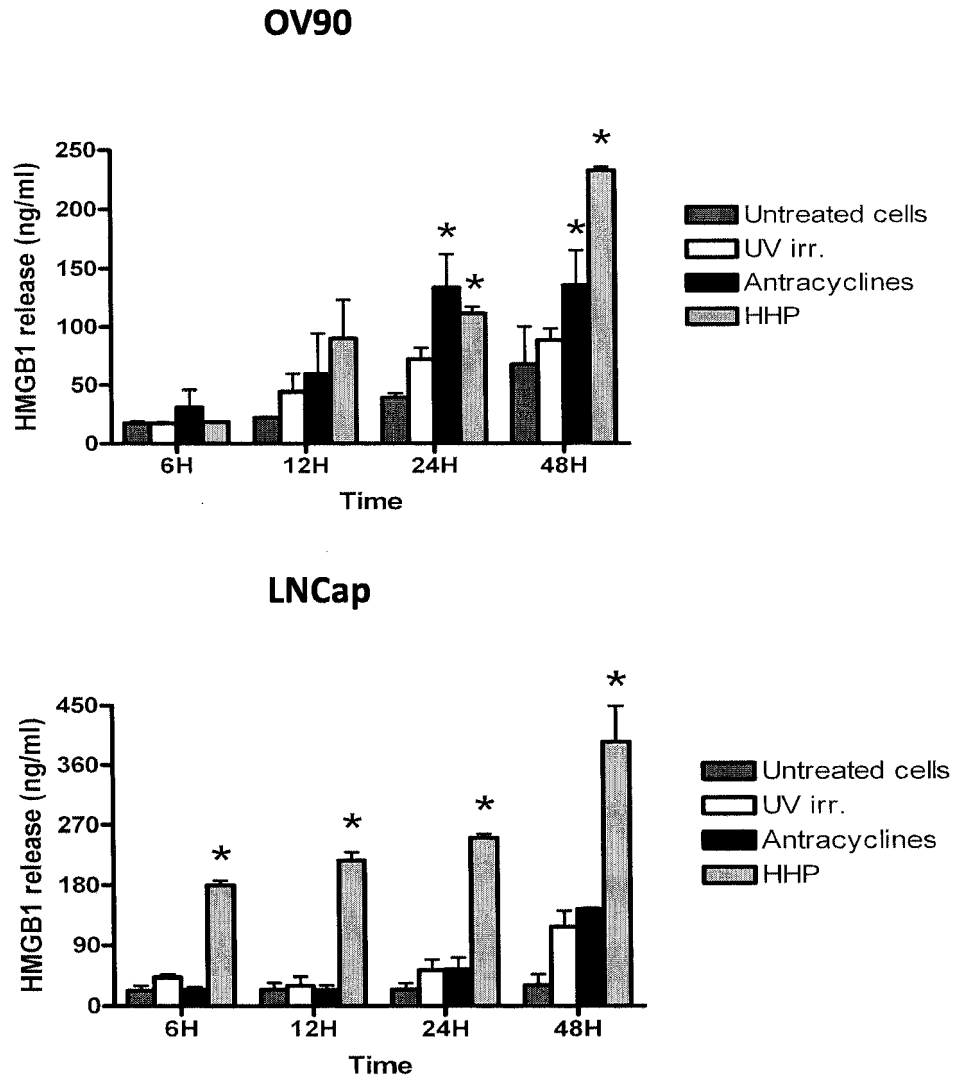 OV90
HMGB1 release (ng/ml)
250
200
150
100
50
0
*
*
*
*
6H
12H
24H
48H
Time
Untreated cells
UV irr.
Antracyclines
HHP
LNCap
HMGB1 release (ng/ml)
450
360
270
180
90
0
*
*
*
*
6H
12H
24H
48H
Time
Untreated cells
UV irr.
Antracyclines
HHP